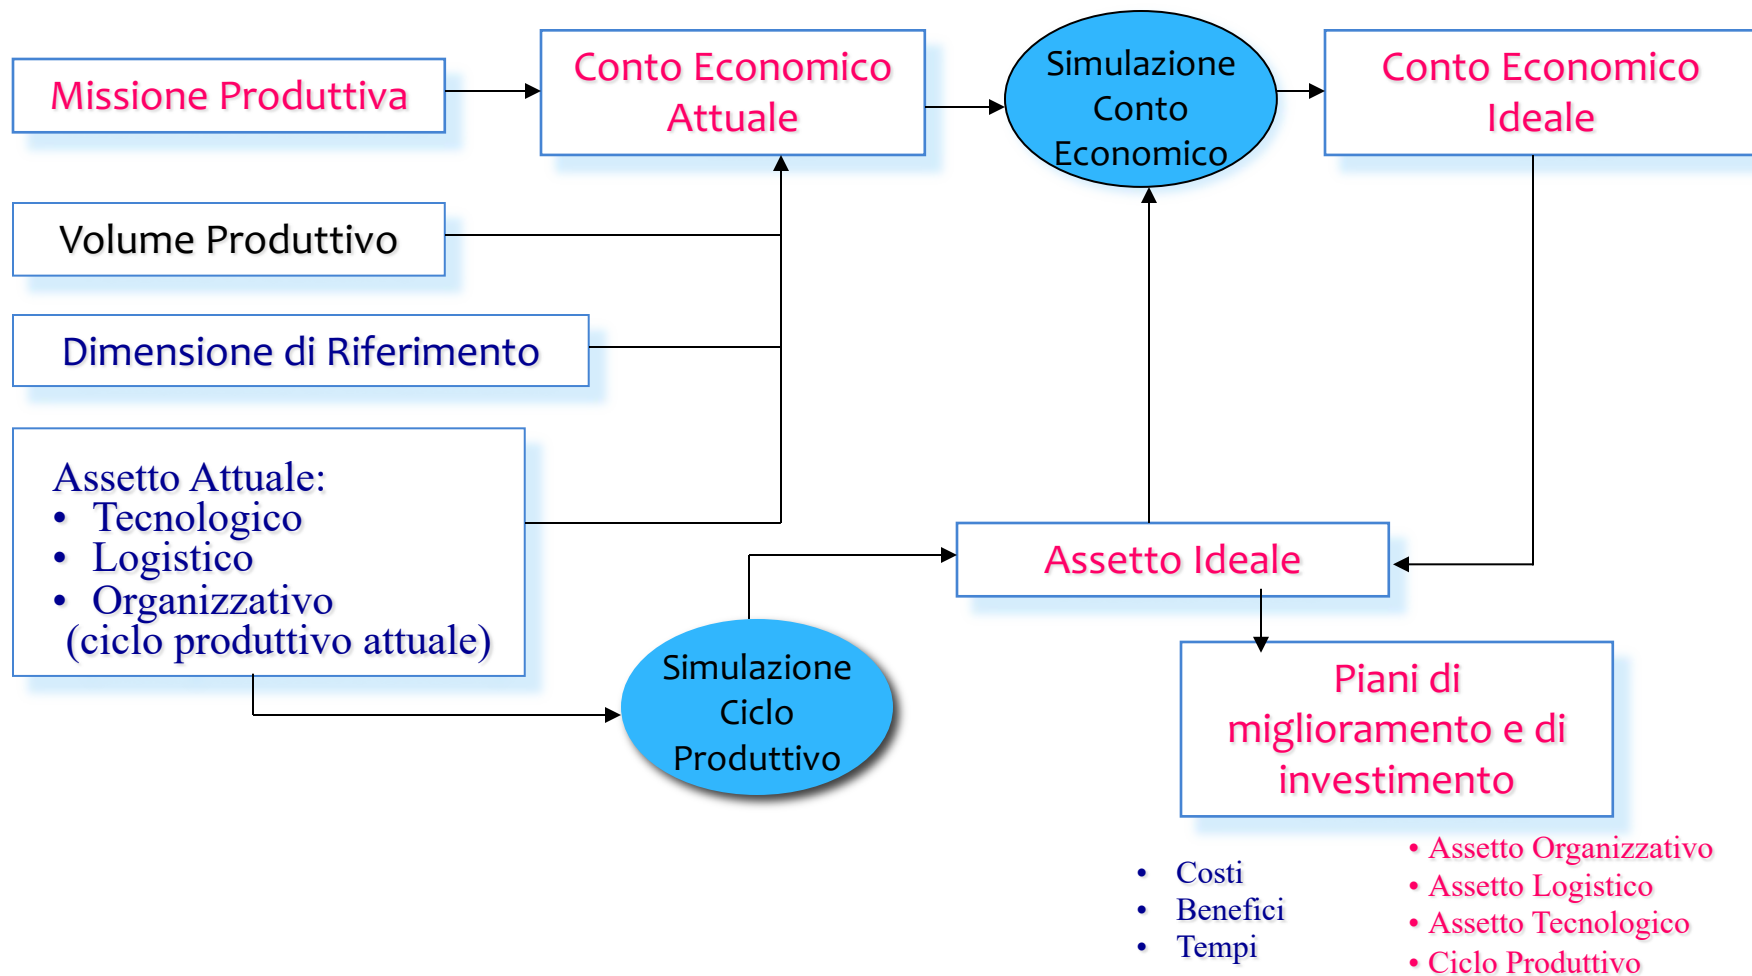 Missione Produttiva
Conto Economico
Attuale
Simulazione
Conto
Economico
Conto Economico
Ideale
Volume Produttivo
Dimensione di Riferimento
Assetto Attuale:
• Tecnologico
• Logistico
• Organizzativo
(ciclo produttivo attuale)
Simulazione
Ciclo
Produttivo
Assetto Ideale
Piani di
miglioramento e di
investimento
• Costi
• Benefici
• Tempi
• Assetto Organizzativo
• Assetto Logistico
• Assetto Tecnologico
• Ciclo Produttivo